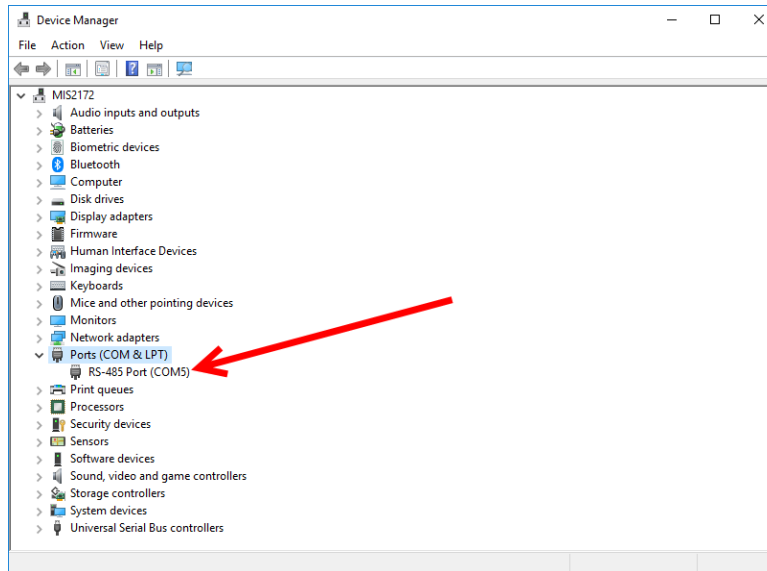 Device Manager
File Action View Help
MIS2172
Audio inputs and outputs
Batteries
Biometric devices
Bluetooth
Computer
Disk drives
Display adapters
Firmware
Human Interface Devices
Imaging devices
Keyboards
Mice and other pointing devices
Monitors
Network adapters
Ports (COM & LPT)
RS-485 Port (COM5)
Print queues
Processors
Security devices
Sensors
Software devices
Sound, video and game controllers
Storage controllers
System devices
Universal Serial Bus controllers